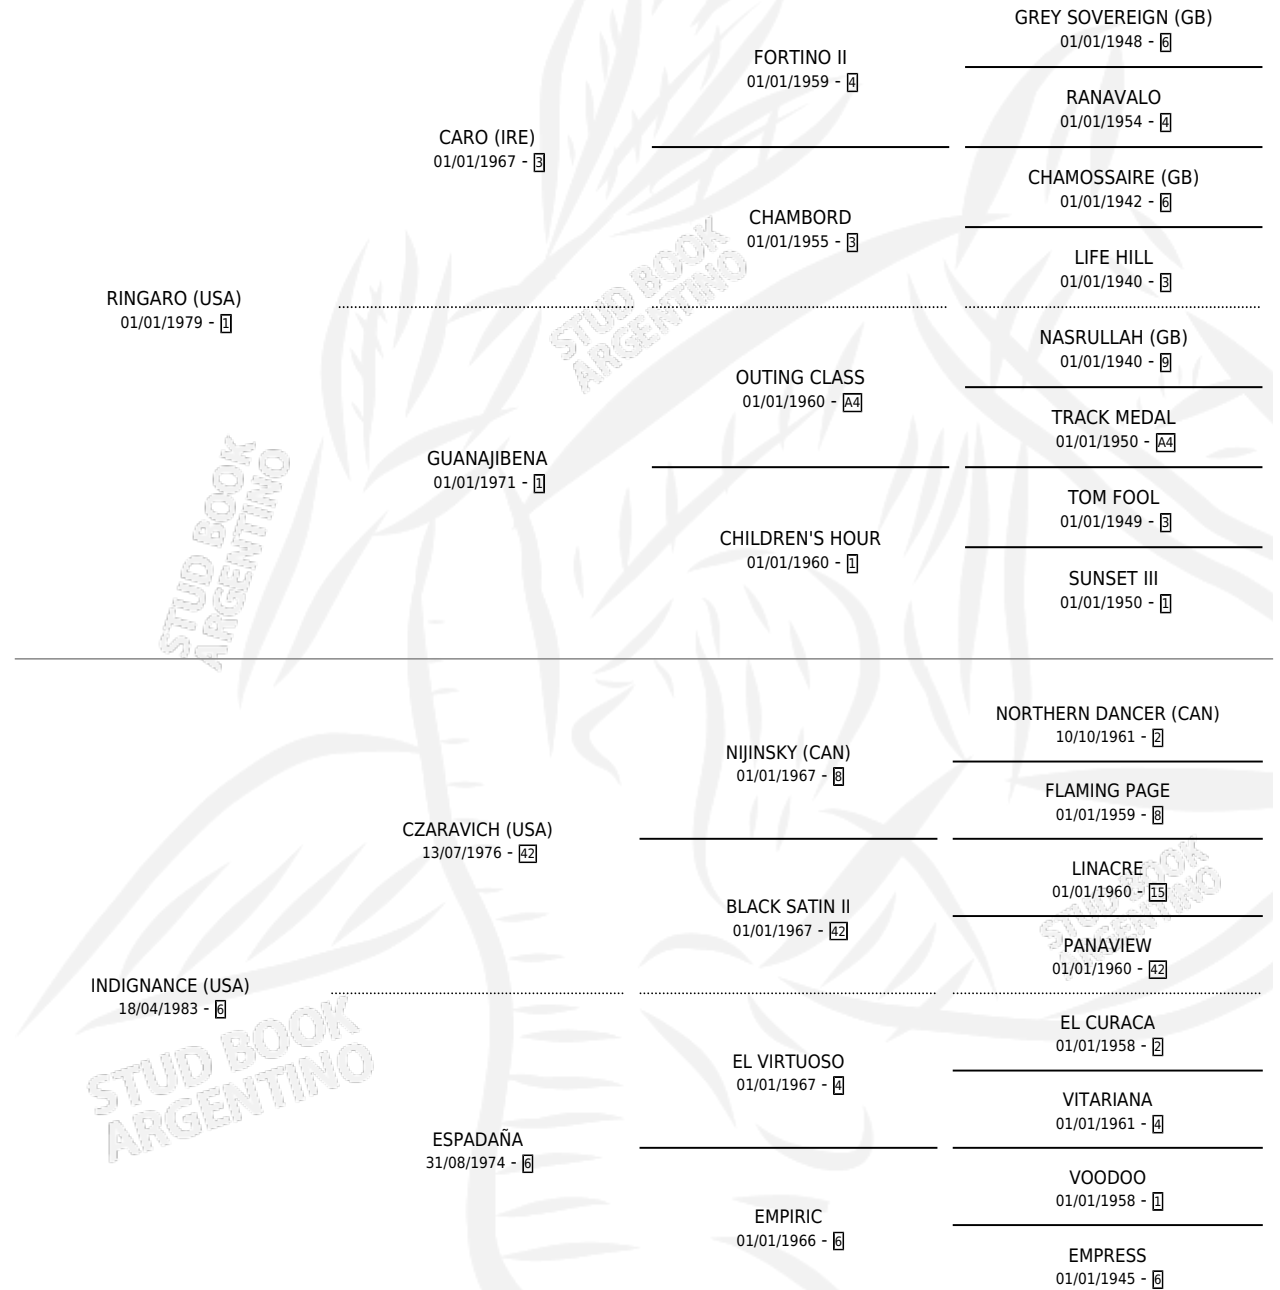 GREY SOVEREIGN (GB)
01/01/1948 - 6
FORTINO II
01/01/1959 - 4
RANAVALO
01/01/1954 - 4
CARO (IRE)
01/01/1967 - 3
CHAMOSSAIRE (GB)
01/01/1942 - 6
CHAMBORD
01/01/1955 - 3
LIFE HILL
01/01/1940 - 3
RINGARO (USA)
01/01/1979 - 1
NASRULLAH (GB)
01/01/1940 - 9
OUTING CLASS
01/01/1960 - A4
TRACK MEDAL
01/01/1950 - A4
GUANAJIBENA
01/01/1971 - 1
TOM FOOL
01/01/1949 - 3
CHILDREN'S HOUR
01/01/1960 - 1
SUNSET III
01/01/1950 - 1
STUD BOOK
ARGENTINO
STUD BOOK
ARGENTINO
NORTHERN DANCER (CAN)
10/10/1961 - 2
NIJINSKY (CAN)
01/01/1967 - 8
FLAMING PAGE
01/01/1959 - 8
CZARAVICH (USA)
13/07/1976 - 42
LINACRE
01/01/1960 - 15
BLACK SATIN II
01/01/1967 - 42
PANAVIEW
01/01/1960 - 42
INDIGNANCE (USA)
18/04/1983 - 6
EL CURACA
01/01/1958 - 2
EL VIRTUOSO
01/01/1967 - 4
VITARIANA
01/01/1961 - 4
ESPADAÑA
31/08/1974 - 6
VOODOO
01/01/1958 - 1
EMPIRIC
01/01/1966 - 6
EMPRESS
01/01/1945 - 6
STUD BOOK
ARGENTINO
STUD BOOK
ARGENTINO